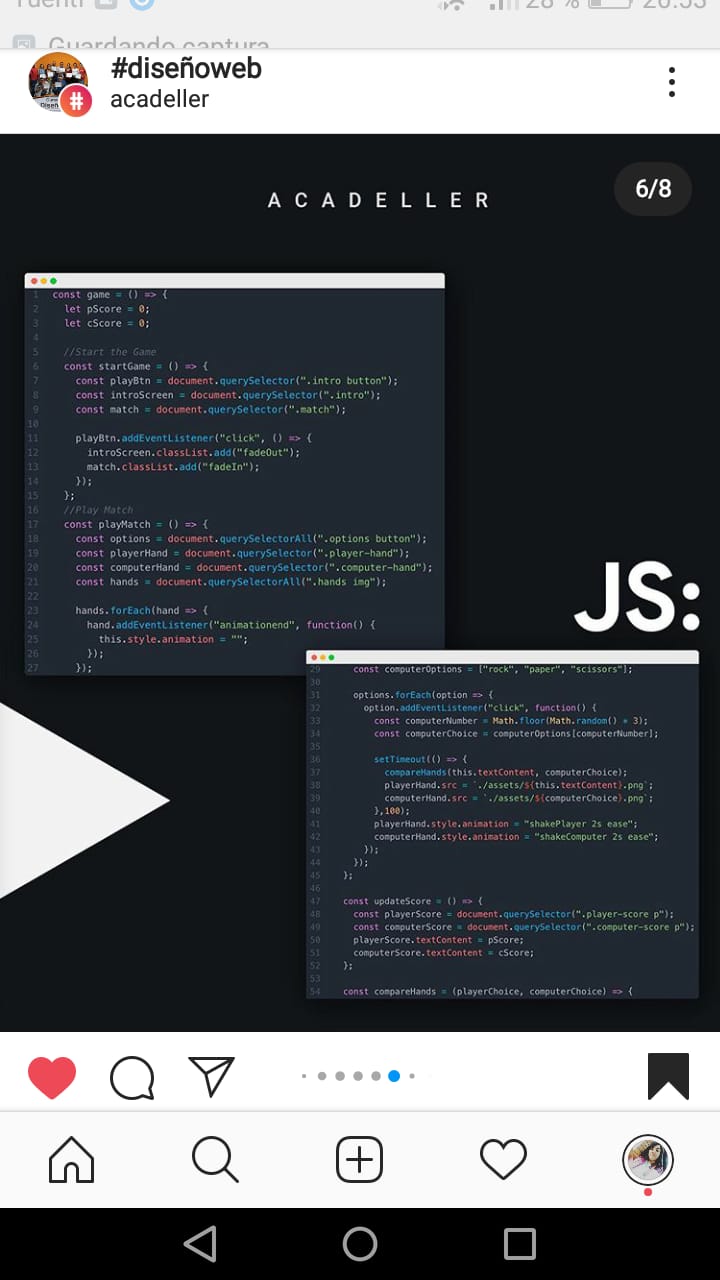 Tuenti
28 %
20:53
Guardando captura
#diseñoweb
acadeller
ACADELLER
6/8
1 const game = () => {
2 let pScore = 0;
3 let cScore = 0;
4
5 //Start the Game
6 const startGame = () => {
7 const playBtn = document.querySelector(".intro button");
8 const introScreen = document.querySelector(".intro");
9 const match = document.querySelector(".match");
10
11 playBtn.addEventListener("click", () => {
12 introScreen.classList.add("fadeOut");
13 match.classList.add("fadeIn");
14 });
15 };
16 //Play Match
17 const playMatch = () => {
18 const options = document.querySelectorAll(".options button");
19 const playerHand = document.querySelector(".player-hand");
20 const computerHand = document.querySelector(".computer-hand");
21 const hands = document.querySelectorAll(".hands img");
22
23 hands.forEach(hand => {
24 hand.addEventListener("animationend", function() {
25 this.style.animation = "";
26 });
27 });
JS:
29 const computerOptions = ["rock", "paper", "scissors"];
30
31 options.forEach(option => {
32 option.addEventListener("click", function() {
33 const computerNumber = Math.floor(Math.random() * 3);
34 const computerChoice = computerOptions[computerNumber];
35
36 setTimeout(() => {
37 compareHands(this.textContent, computerChoice);
38 playerHand.src = `./assets/${this.textContent}.png`;
39 computerHand.src = `./assets/${computerChoice}.png`;
40 },100);
41 playerHand.style.animation = "shakePlayer 2s ease";
42 computerHand.style.animation = "shakeComputer 2s ease";
43 });
44 });
45 };
46
47 const updateScore = () => {
48 const playerScore = document.querySelector(".player-score p");
49 const computerScore = document.querySelector(".computer-score p");
50 playerScore.textContent = pScore;
51 computerScore.textContent = cScore;
52 };
53
54 const compareHands = (playerChoice, computerChoice) => {